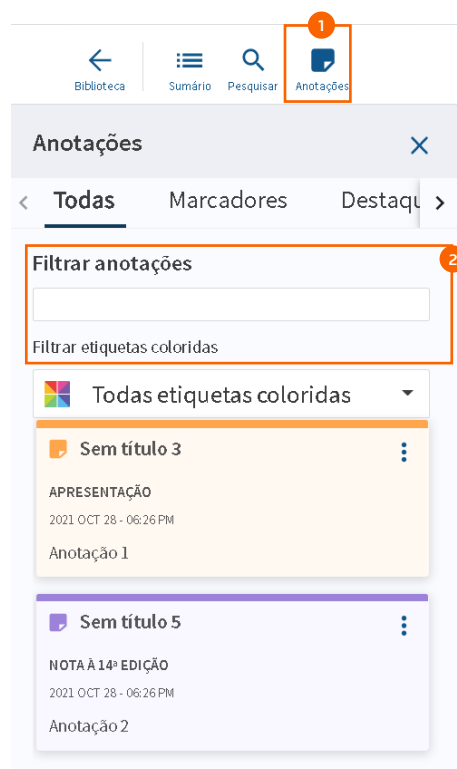 1
Biblioteca
Sumário
Pesquisar
Anotações
Anotações
Todas
Marcadores
Destaqu
Filtrar anotações
2
Filtrar etiquetas coloridas
Todas etiquetas coloridas
Sem título 3
APRESENTAÇÃO
2021 OCT 28 - 06:26 PM
Anotação 1
Sem título 5
NOTA À 14ª EDIÇÃO
2021 OCT 28 - 06:26 PM
Anotação 2